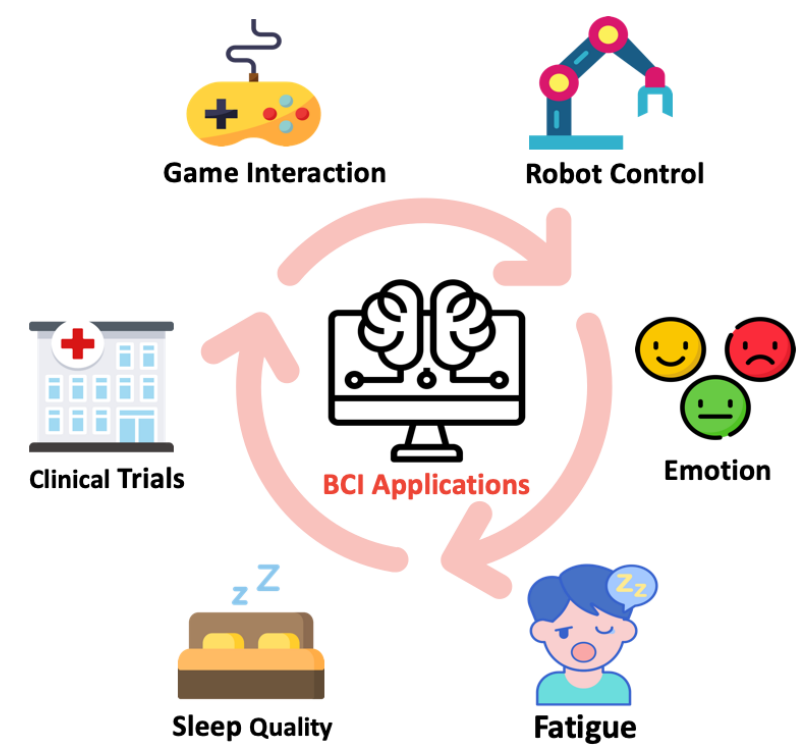 Game Interaction
Robot Control
Clinical Trials
BCI Applications
Emotion
z Z
Z z
Sleep Quality
Fatigue